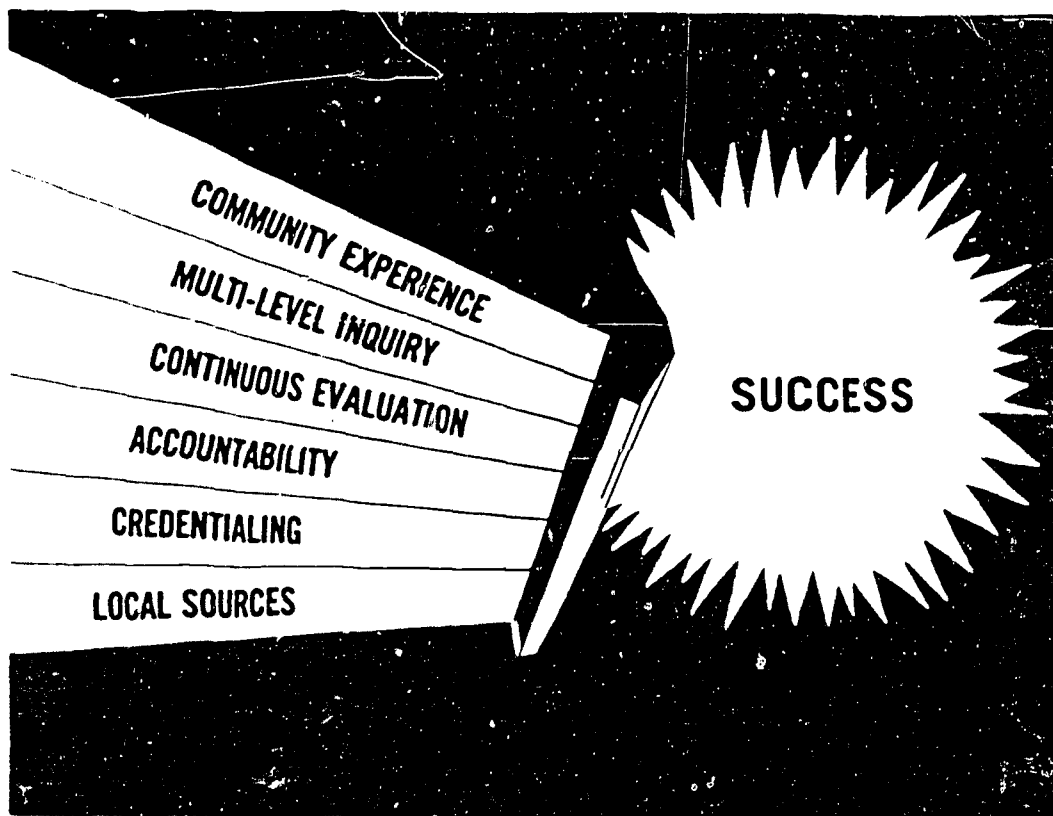 COMMUNITY EXPERIENCE
MULTI-LEVEL INQUIRY
CONTINUOUS EVALUATION
ACCOUNTABILITY
CREDENTIALING
LOCAL SOURCES
SUCCESS